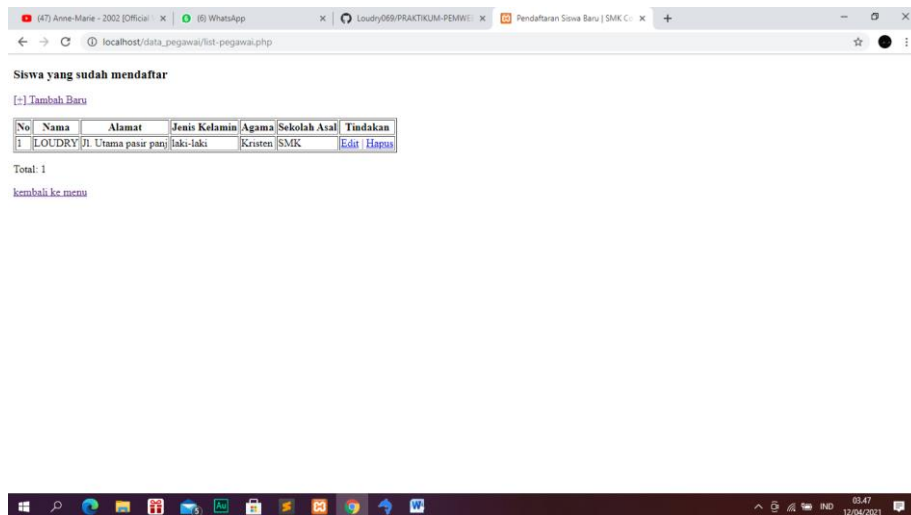 (47) Anne-Marie - 2002 [Official
(6) WhatsApp
Loudry069/PRAKTIKUM-PEMWE
Pendaftaran Siswa Baru | SMK Co
localhost/data_pegawai/list-pegawai.php
Siswa yang sudah mendaftar
[+] Tambah Baru
No Nama Alamat Jenis Kelamin Agama Sekolah Asal Tindakan
1 LOUDRY Jl. Utama pasir panj laki-laki Kristen SMK Edit | Hapus
Total: 1
kembali ke menu
Au
W
IND
03.47
12/04/2021